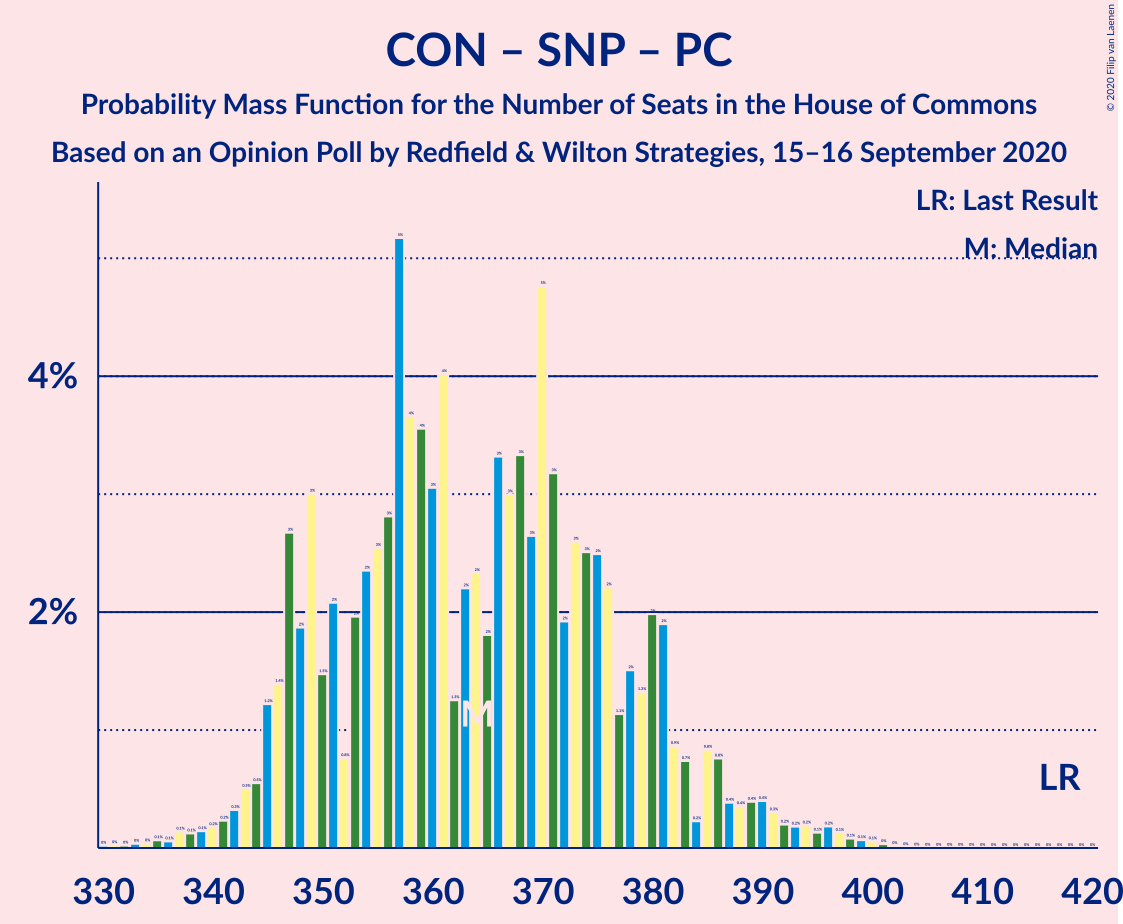 CON – SNP – PC
Probability Mass Function for the Number of Seats in the House of Commons
Based on an Opinion Poll by Redfield & Wilton Strategies, 15–16 September 2020
© 2020 Filip van Laenen
LR: Last Result
M: Median
4%
2%
M
LR
330 340 350 360 370 380 390 400 410 420